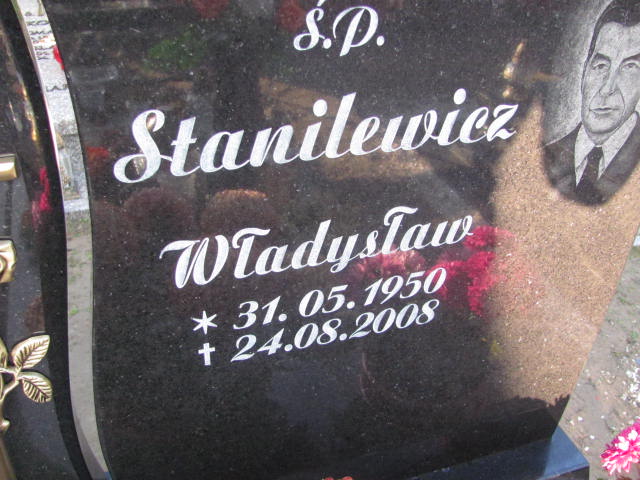 Ś.P.
Stanilewicz
Władysław
* 31.05.1950
✝ 24.08.2008